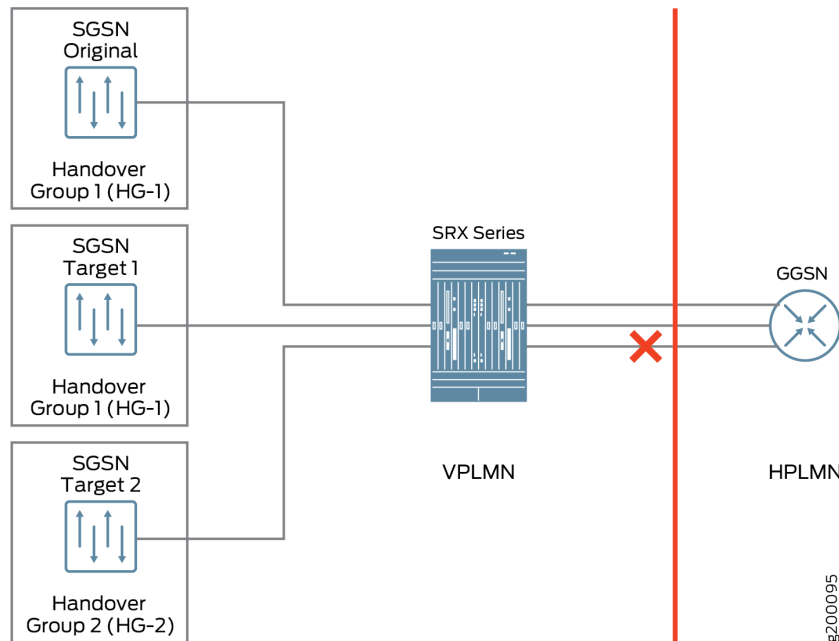 SGSN
Original
Handover
Group 1 (HG-1)
SGSN
Target 1
Handover
Group 1 (HG-1)
SGSN
Target 2
Handover
Group 2 (HG-2)
SRX Series
VPLMN
GGSN
HPLMN
g200095